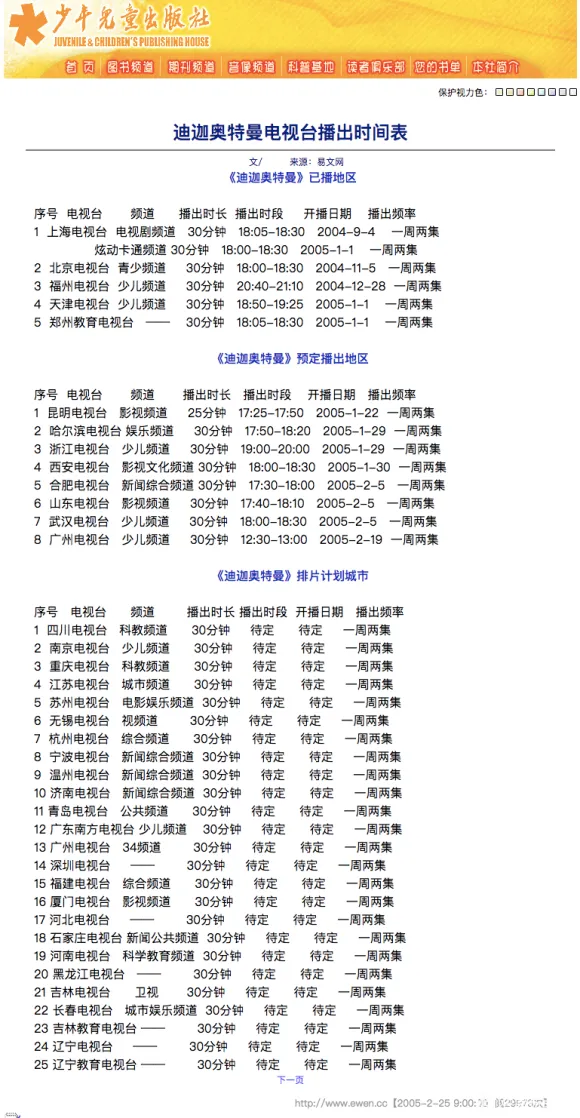 少年儿童出版社
JUVENILE & CHILDREN'S PUBLISHING HOUSE
首 页 图书频道 期刊频道 音像频道 科普基地 读者俱乐部 您的书单 本社简介
保护视力色：
迪迦奥特曼电视台播出时间表
文/ 来源：易文网
《迪迦奥特曼》已播地区
序号 电视台 频道 播出时长 播出时段 开播日期 播出频率
1 上海电视台 电视剧频道 30分钟 18:05-18:30 2004-9-4 一周两集
炫动卡通频道 30分钟 18:00-18:30 2005-1-1 一周两集
2 北京电视台 青少频道 30分钟 18:00-18:30 2004-11-5 一周两集
3 福州电视台 少儿频道 30分钟 20:40-21:10 2004-12-28 一周两集
4 天津电视台 少儿频道 30分钟 18:50-19:25 2005-1-1 一周两集
5 郑州教育电视台 —— 30分钟 18:05-18:30 2005-1-1 一周两集
《迪迦奥特曼》预定播出地区
序号 电视台 频道 播出时长 播出时段 开播日期 播出频率
1 昆明电视台 影视频道 25分钟 17:25-17:50 2005-1-22 一周两集
2 哈尔滨电视台 娱乐频道 30分钟 17:50-18:20 2005-1-29 一周两集
3 浙江电视台 少儿频道 30分钟 19:00-20:00 2005-1-29 一周两集
4 西安电视台 影视文化频道 30分钟 18:00-18:30 2005-1-30 一周两集
5 合肥电视台 新闻综合频道 30分钟 17:30-18:00 2005-2-5 一周两集
6 山东电视台 影视频道 30分钟 17:40-18:10 2005-2-5 一周两集
7 武汉电视台 少儿频道 30分钟 18:00-18:30 2005-2-5 一周两集
8 广州电视台 少儿频道 30分钟 12:30-13:00 2005-2-19 一周两集
《迪迦奥特曼》排片计划城市
序号 电视台 频道 播出时长 播出时段 开播日期 播出频率
1 四川电视台 科教频道 30分钟 待定 待定 一周两集
2 南京电视台 少儿频道 30分钟 待定 待定 一周两集
3 重庆电视台 科教频道 30分钟 待定 待定 一周两集
4 江苏电视台 城市频道 30分钟 待定 待定 一周两集
5 苏州电视台 电影娱乐频道 30分钟 待定 待定 一周两集
6 无锡电视台 视频道 30分钟 待定 待定 一周两集
7 杭州电视台 综合频道 30分钟 待定 待定 一周两集
8 宁波电视台 新闻综合频道 30分钟 待定 待定 一周两集
9 温州电视台 新闻综合频道 30分钟 待定 待定 一周两集
10 济南电视台 新闻综合频道 30分钟 待定 待定 一周两集
11 青岛电视台 公共频道 30分钟 待定 待定 一周两集
12 广东南方电视台 少儿频道 30分钟 待定 待定 一周两集
13 广州电视台 34频道 30分钟 待定 待定 一周两集
14 深圳电视台 —— 30分钟 待定 待定 一周两集
15 福建电视台 综合频道 30分钟 待定 待定 一周两集
16 厦门电视台 影视频道 30分钟 待定 待定 一周两集
17 河北电视台 —— 30分钟 待定 待定 一周两集
18 石家庄电视台 新闻公共频道 30分钟 待定 待定 一周两集
19 河南电视台 科学教育频道 30分钟 待定 待定 一周两集
20 黑龙江电视台 —— 30分钟 待定 待定 一周两集
21 吉林电视台 卫视 30分钟 待定 待定 一周两集
22 长春电视台 城市娱乐频道 30分钟 待定 待定 一周两集
23 吉林教育电视台 —— 30分钟 待定 待定 一周两集
24 辽宁电视台 —— 30分钟 待定 待定 一周两集
25 辽宁教育电视台 —— 30分钟 待定 待定 一周两集
下一页
http://www.ewen.cc【2005-2-25 9:00: